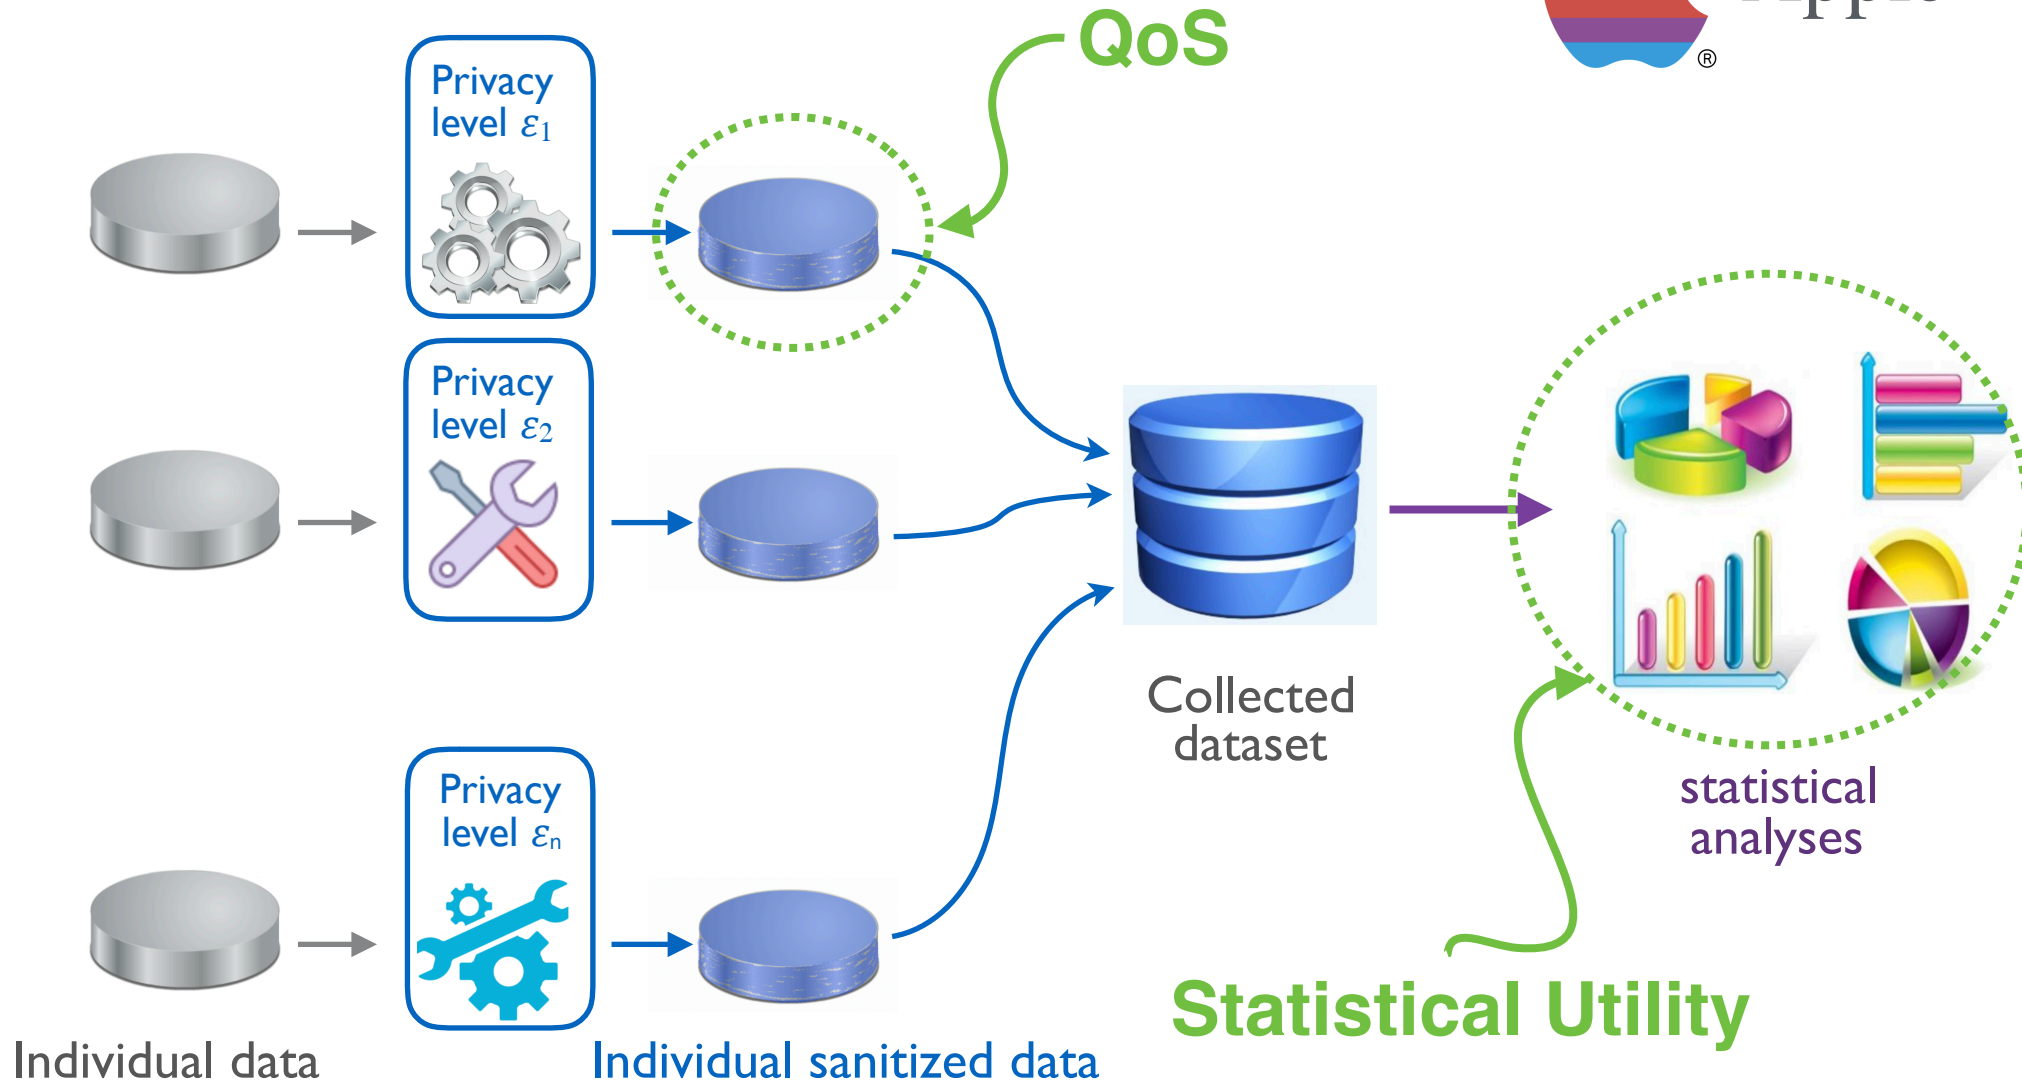 QoS
®
Privacy
level ε1
Privacy
level ε2
Collected
dataset
Privacy
level εn
statistical
analyses
Statistical Utility
Individual data
Individual sanitized data